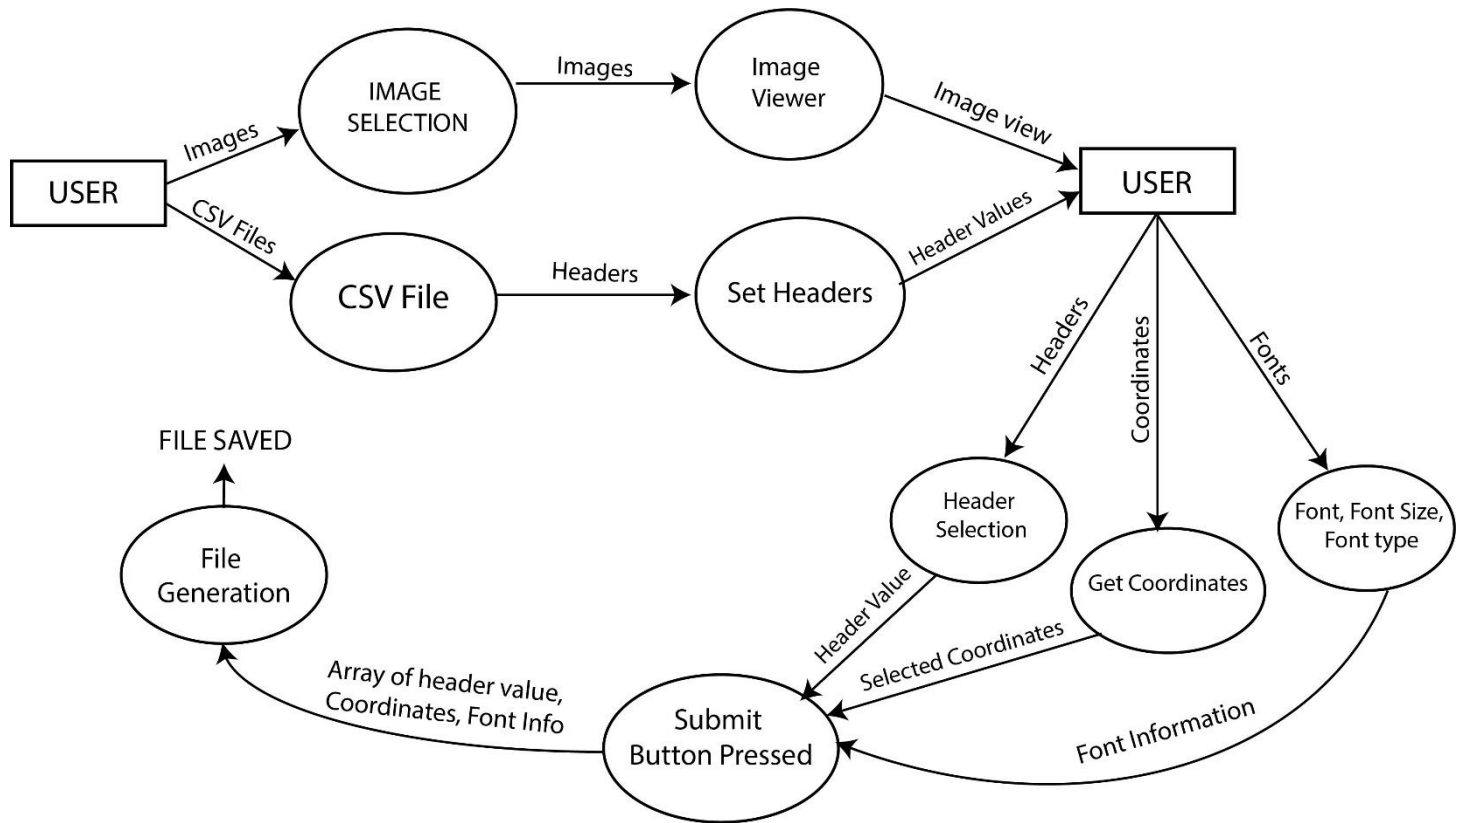 USER
Images
CSV Files
IMAGE
SELECTION
Images
Image
Viewer
Image view
CSV File
Headers
Set Headers
Header Values
USER
Headers
Coordinates
Fonts
Header
Selection
Get Coordinates
Font, Font Size,
Font type
Header Value
Selected Coordinates
Font Information
Submit
Button Pressed
Array of header value,
Coordinates, Font Info
File
Generation
FILE SAVED